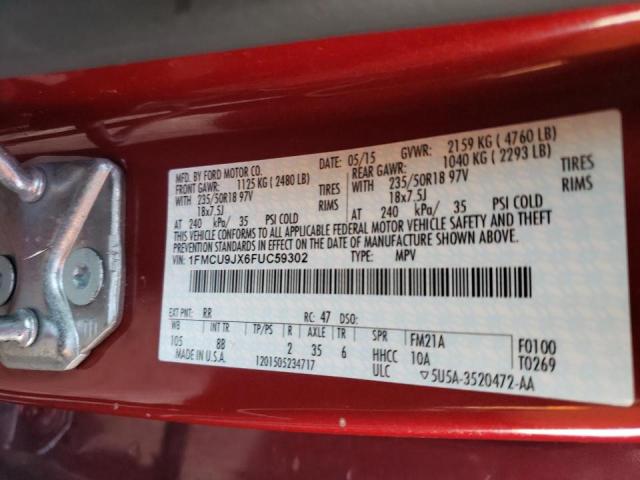 MFD. BY FORD MOTOR CO.
DATE: 05/15 GVWR: 2159 KG ( 4760 LB)
FRONT GAWR: 1125 KG ( 2480 LB) REAR GAWR: 1040 KG ( 2293 LB)
WITH 235/50R18 97V TIRES WITH 235/50R18 97V TIRES
18x7.5J RIMS 18x7.5J RIMS
AT 240 kPa/ 35 PSI COLD AT 240 kPa/ 35 PSI COLD
THIS VEHICLE CONFORMS TO ALL APPLICABLE FEDERAL MOTOR VEHICLE SAFETY AND THEFT
PREVENTION STANDARDS IN EFFECT ON THE DATE OF MANUFACTURE SHOWN ABOVE.
VIN: 1FMCU9JX6FUC59302 TYPE: MPV
EXT PNT: RR RC: 47 DSO:
WB INT TR TP/PS R AXLE TR SPR FM21A F0100
105 8B 2 35 6 HHCC 10A T0269
MADE IN U.S.A. 1201505234717 ULC ▽5U5A-3520472-AA